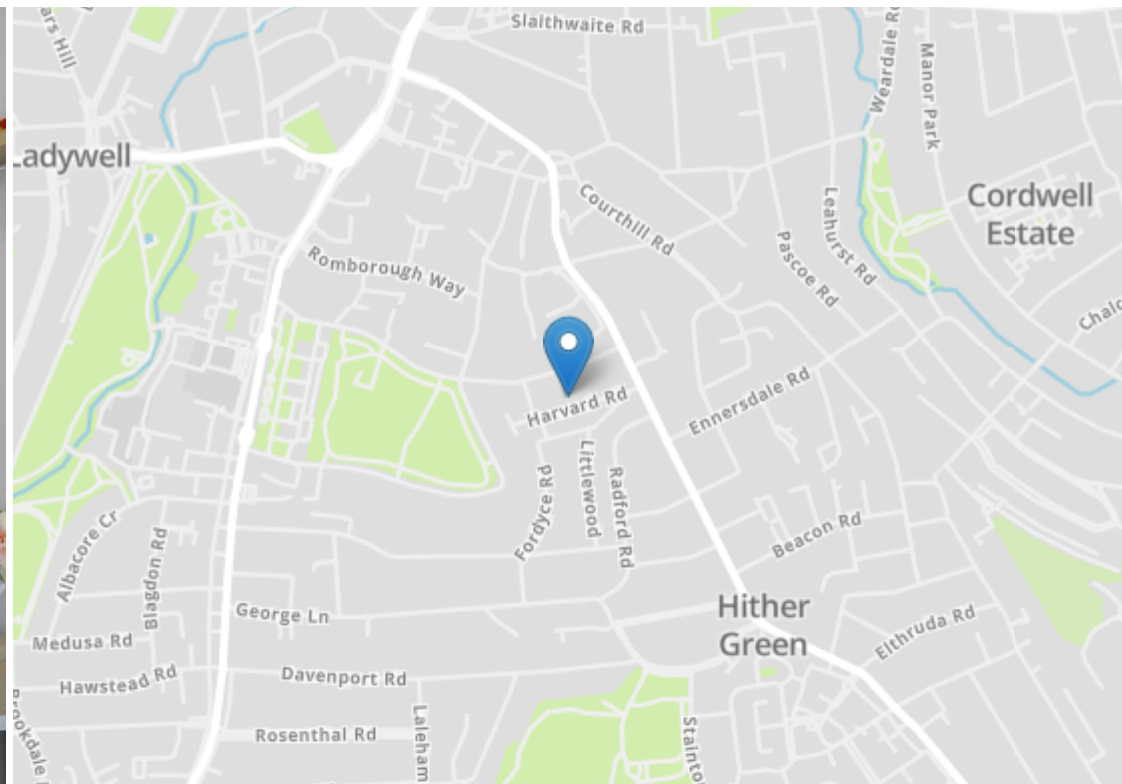 Slaithwaite Rd
Weardale Rd
Manor Park
Ladywell
Cordwell
Estate
Courthill Rd
Leahurst Rd
Pascoe Rd
Romborough Way
Harvard Rd
Ennersdale Rd
Littlewood
Radford Rd
Fordyce Rd
Beacon Rd
Albacore Cr
Blagdon Rd
George Ln
Hither
Green
Elthruda Rd
Medusa Rd
Hawstead Rd
Davenport Rd
Rosenthal Rd
Laleham